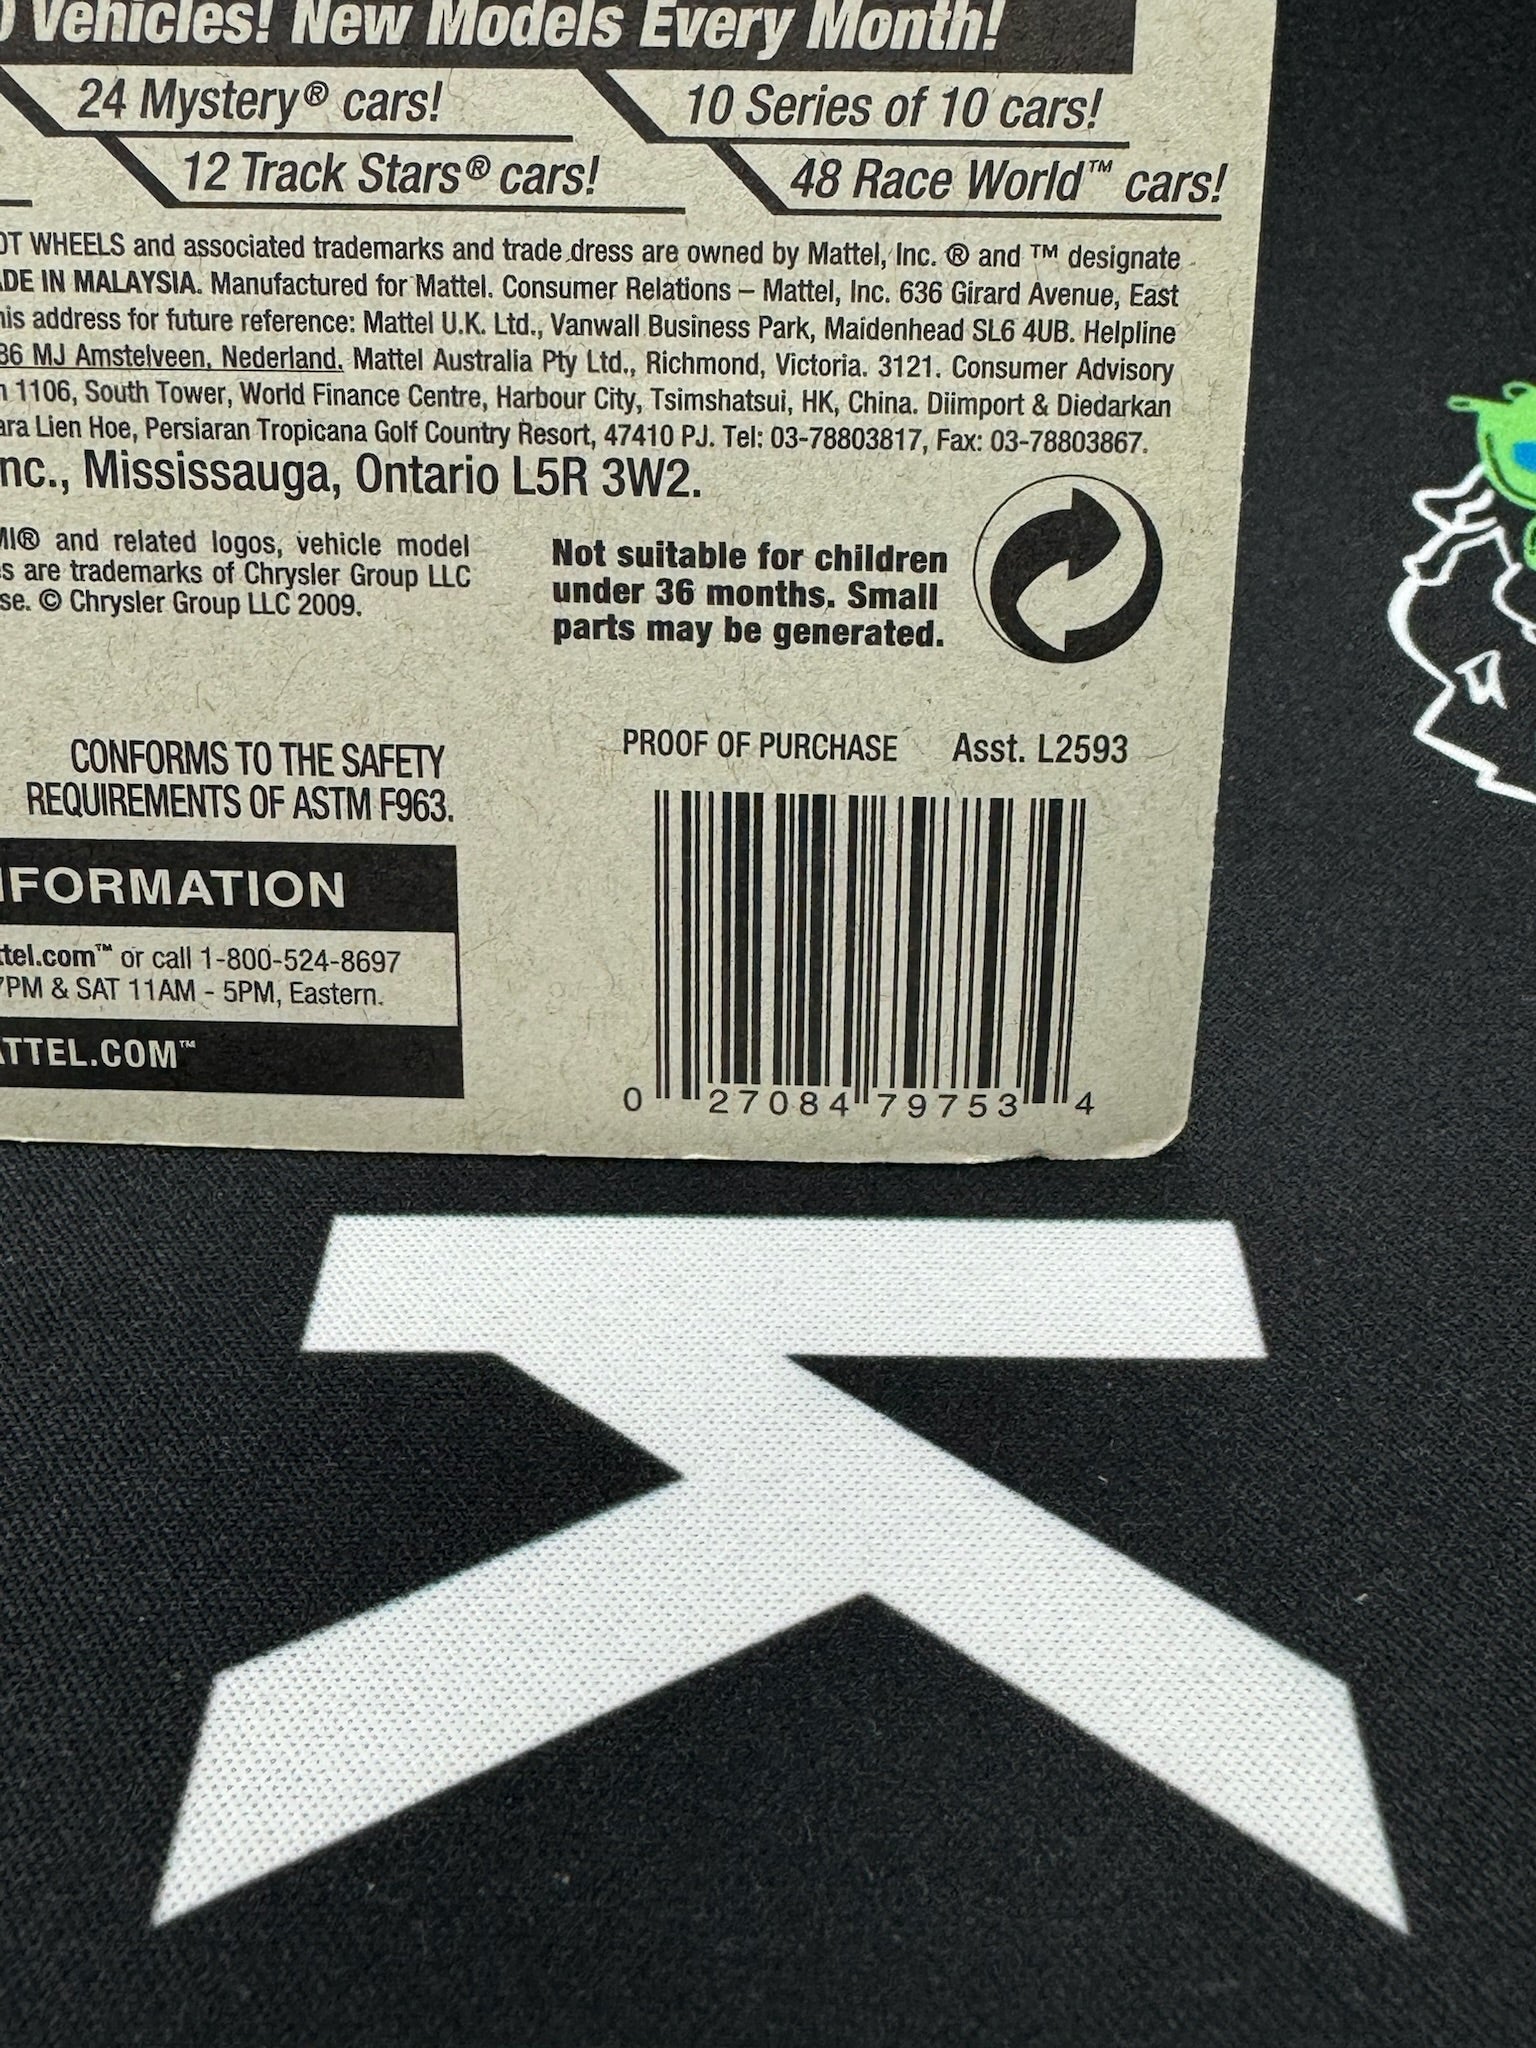 Vehicles! New Models Every Month!
24 Mystery® cars!
10 Series of 10 cars!
12 Track Stars® cars!
48 Race World™ cars!
WHEELS and associated trademarks and trade dress are owned by Mattel, Inc. ® and ™ designate
IN MALAYSIA. Manufactured for Mattel. Consumer Relations – Mattel, Inc. 636 Girard Avenue, East
address for future reference: Mattel U.K. Ltd., Vanwall Business Park, Maidenhead SL6 4UB. Helpline
MJ Amstelveen, Nederland. Mattel Australia Pty Ltd., Richmond, Victoria. 3121. Consumer Advisory
1106, South Tower, World Finance Centre, Harbour City, Tsimshatsui, HK, China. Diimport & Diedarkan
Lien Hoe, Persiaran Tropicana Golf Country Resort, 47410 PJ. Tel: 03-78803817, Fax: 03-78803867.
nc., Mississauga, Ontario L5R 3W2.
and related logos, vehicle model
are trademarks of Chrysler Group LLC
se. © Chrysler Group LLC 2009.
Not suitable for children
under 36 months. Small
parts may be generated.
CONFORMS TO THE SAFETY
REQUIREMENTS OF ASTM F963.
PROOF OF PURCHASE Asst. L2593
FORMATION
ttel.com™ or call 1-800-524-8697
7PM & SAT 11AM - 5PM, Eastern.
ATTEL.COM™
0 27084 79753 4
K